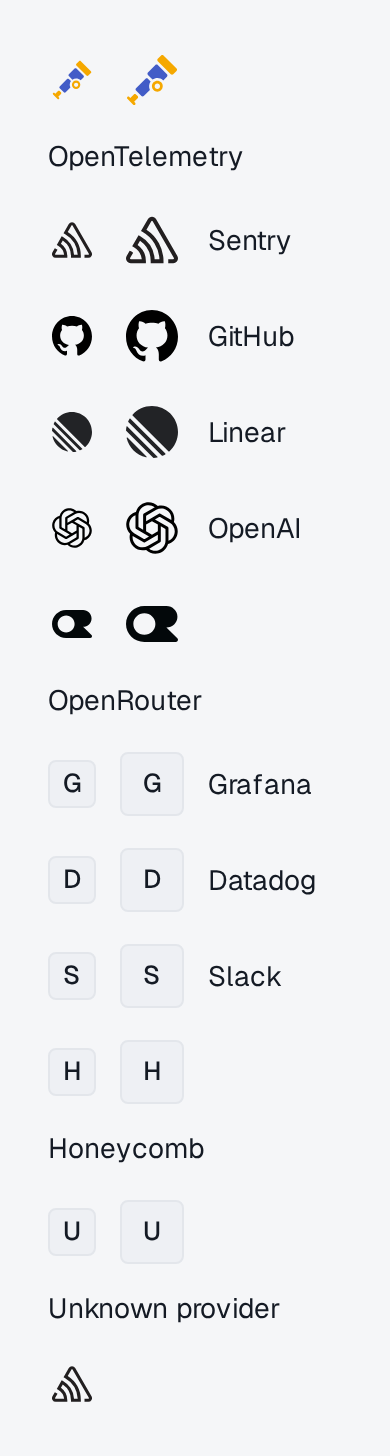 OpenTelemetry
Sentry
GitHub
Linear
OpenAI
OpenRouter
G G Grafana
D D Datadog
S S Slack
H H
Honeycomb
U U
Unknown provider